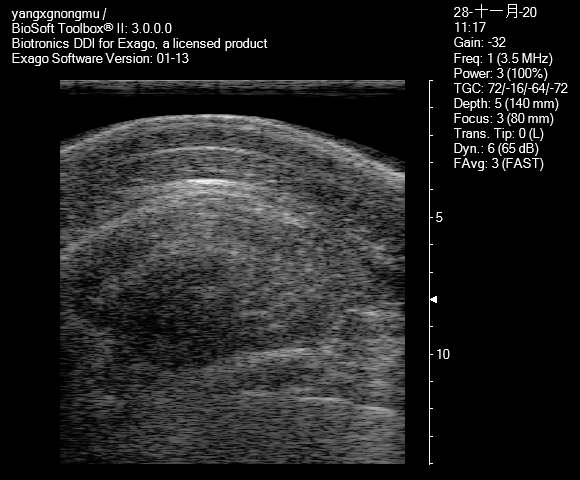 yangxgnongmu /
BioSoft Toolbox® II: 3.0.0.0
Biotronics DDI for Exago, a licensed product
Exago Software Version: 01-13
28-十一月-20
11:17
Gain: -32
Freq: 1 (3.5 MHz)
Power: 3 (100%)
TGC: 72/-16/-64/-72
Depth: 5 (140 mm)
Focus: 3 (80 mm)
Trans. Tip: 0 (L)
Dyn.: 6 (65 dB)
FAvg: 3 (FAST)
5
10